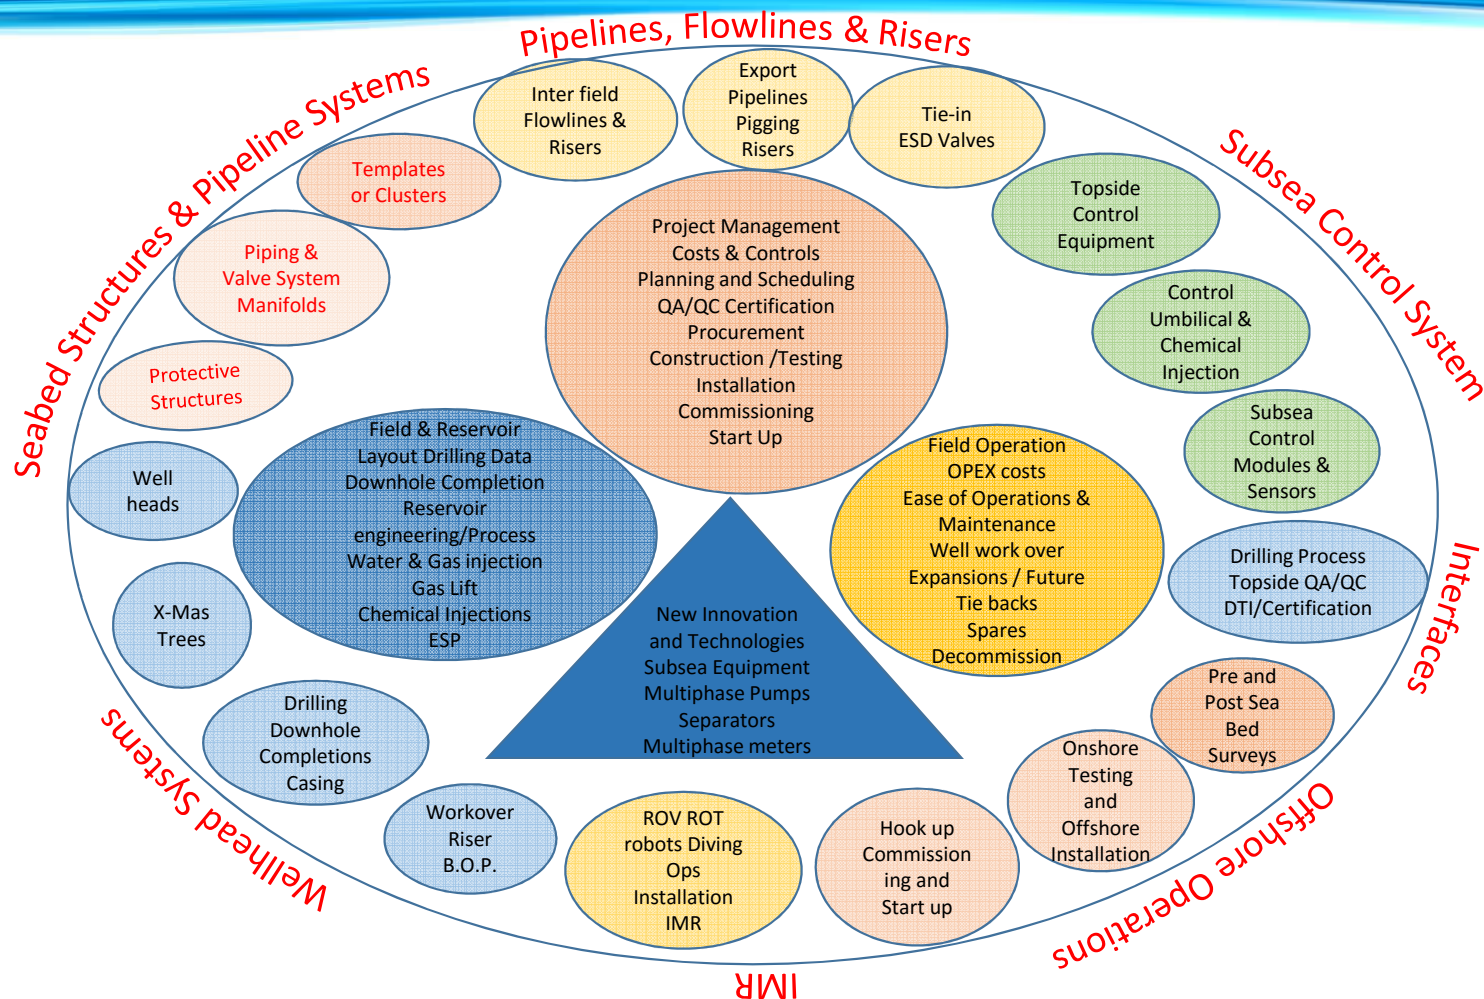 Pipelines, Flowlines & Risers
Seabed Structures & Pipeline Systems
Subsea Control System
Interfaces
Offshore Operations
IMR
Wellhead Systems
Inter field
Flowlines &
Risers
Export
Pipelines
Pigging
Risers
Tie-in
ESD Valves
Topside
Control
Equipment
Control
Umbilical &
Chemical
Injection
Subsea
Control
Modules &
Sensors
Drilling Process
Topside QA/QC
DTI/Certification
Pre and
Post Sea
Bed
Surveys
Onshore
Testing
and
Offshore
Installation
Hook up
Commission
ing and
Start up
ROV ROT
robots Diving
Ops
Installation
IMR
Workover
Riser
B.O.P.
Drilling
Downhole
Completions
Casing
X-Mas
Trees
Well
heads
Protective
Structures
Piping &
Valve System
Manifolds
Templates
or Clusters
Project Management
Costs & Controls
Planning and Scheduling
QA/QC Certification
Procurement
Construction /Testing
Installation
Commissioning
Start Up
Field & Reservoir
Layout Drilling Data
Downhole Completion
Reservoir
engineering/Process
Water & Gas injection
Gas Lift
Chemical Injections
ESP
Field Operation
OPEX costs
Ease of Operations &
Maintenance
Well work over
Expansions / Future
Tie backs
Spares
Decommission
New Innovation
and Technologies
Subsea Equipment
Multiphase Pumps
Separators
Multiphase meters